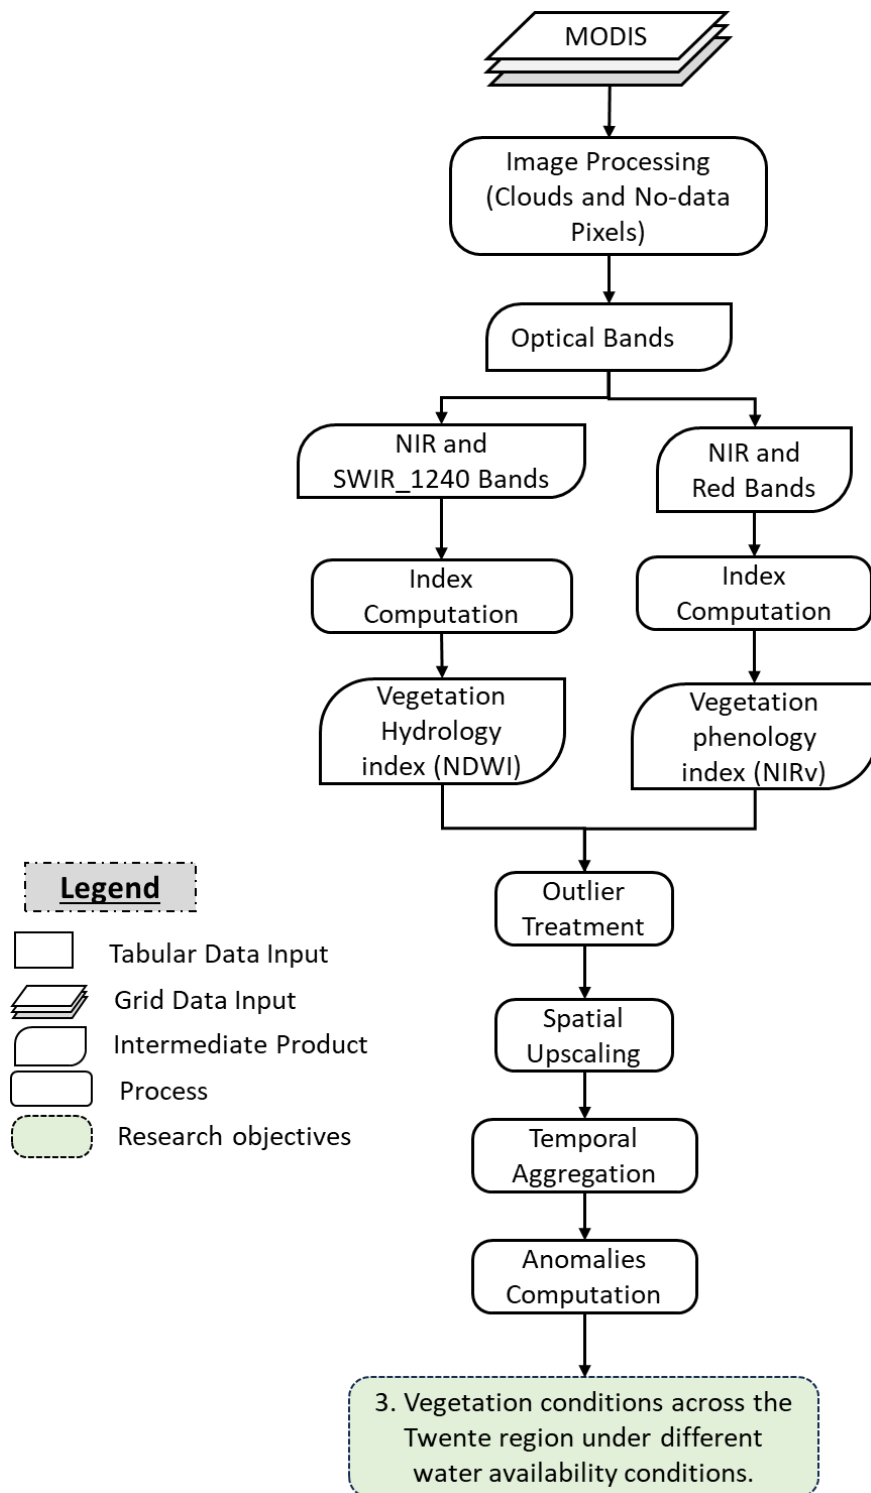 MODIS
Image Processing
(Clouds and No-data
Pixels)
Optical Bands
NIR and
SWIR_1240 Bands
NIR and
Red Bands
Index
Computation
Index
Computation
Vegetation
Hydrology
index (NDWI)
Vegetation
phenology
index (NIRv)
Outlier
Treatment
Spatial
Upscaling
Temporal
Aggregation
Anomalies
Computation
3. Vegetation conditions across the
Twente region under different
water availability conditions.
Legend
Tabular Data Input
Grid Data Input
Intermediate Product
Process
Research objectives